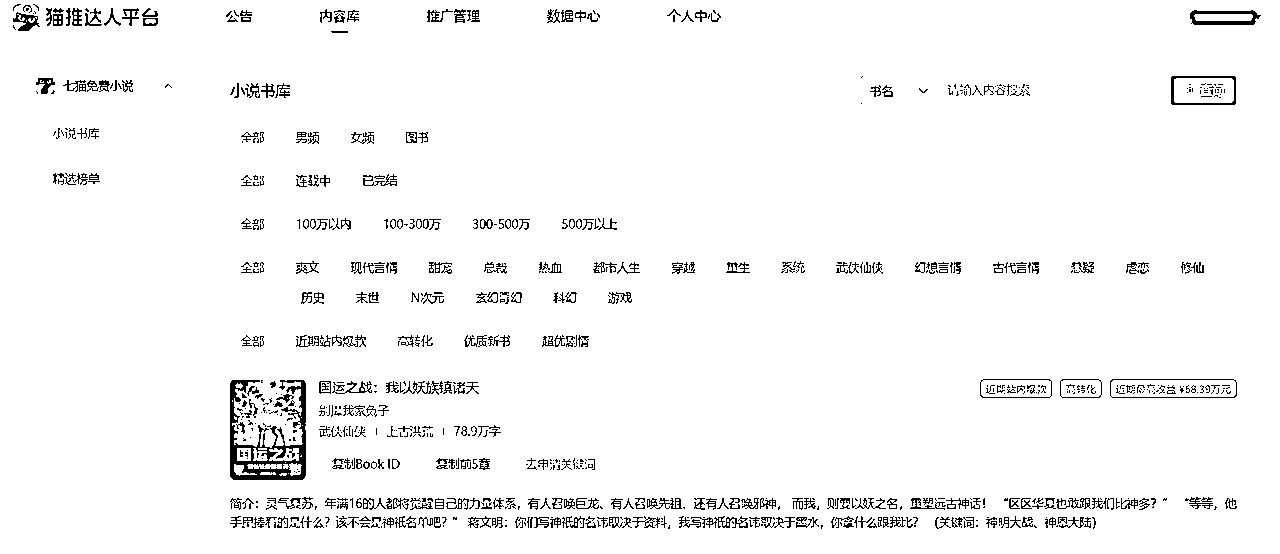 猫推达人平台 公告 内容库 推广管理 数据中心 个人中心
七猫免费小说
小说书库
精选榜单
小说书库 书名 请输入内容搜索 查询
全部 男频 女频 图书
全部 连载中 已完结
全部 100万以内 100-300万 300-500万 500万以上
全部 爽文 现代言情 甜宠 总裁 热血 都市人生 穿越 重生 系统 武侠仙侠 幻想言情 古代言情 悬疑 虐恋 修仙
历史 末世 N次元 玄幻奇幻 科幻 游戏
全部 近期站内爆款 高转化 优质新书 超优剧情
国运之战：我以妖族镇诸天 近期站内爆款 高转化 近期最高收益 ¥68.39万元
别提我家兔子
武侠仙侠 | 上古洪荒 | 78.9万字
国运之战
复制Book ID 复制前5章 去申请关键词
简介：灵气复苏，年满16的人都将觉醒自己的力量体系，有人召唤巨龙、有人召唤先祖、还有人召唤邪神，而我，则要以妖之名，重塑远古神话！“区区华夏也敢跟我们比神多？”“等等，他
手里捧着的是什么？该不会是神祇名单吧？”蒋文明：你们写神祇的名讳取决于资料，我写神祇的名讳取决于墨水，你拿什么跟我比？（关键词：神明大战、神恩大陆）